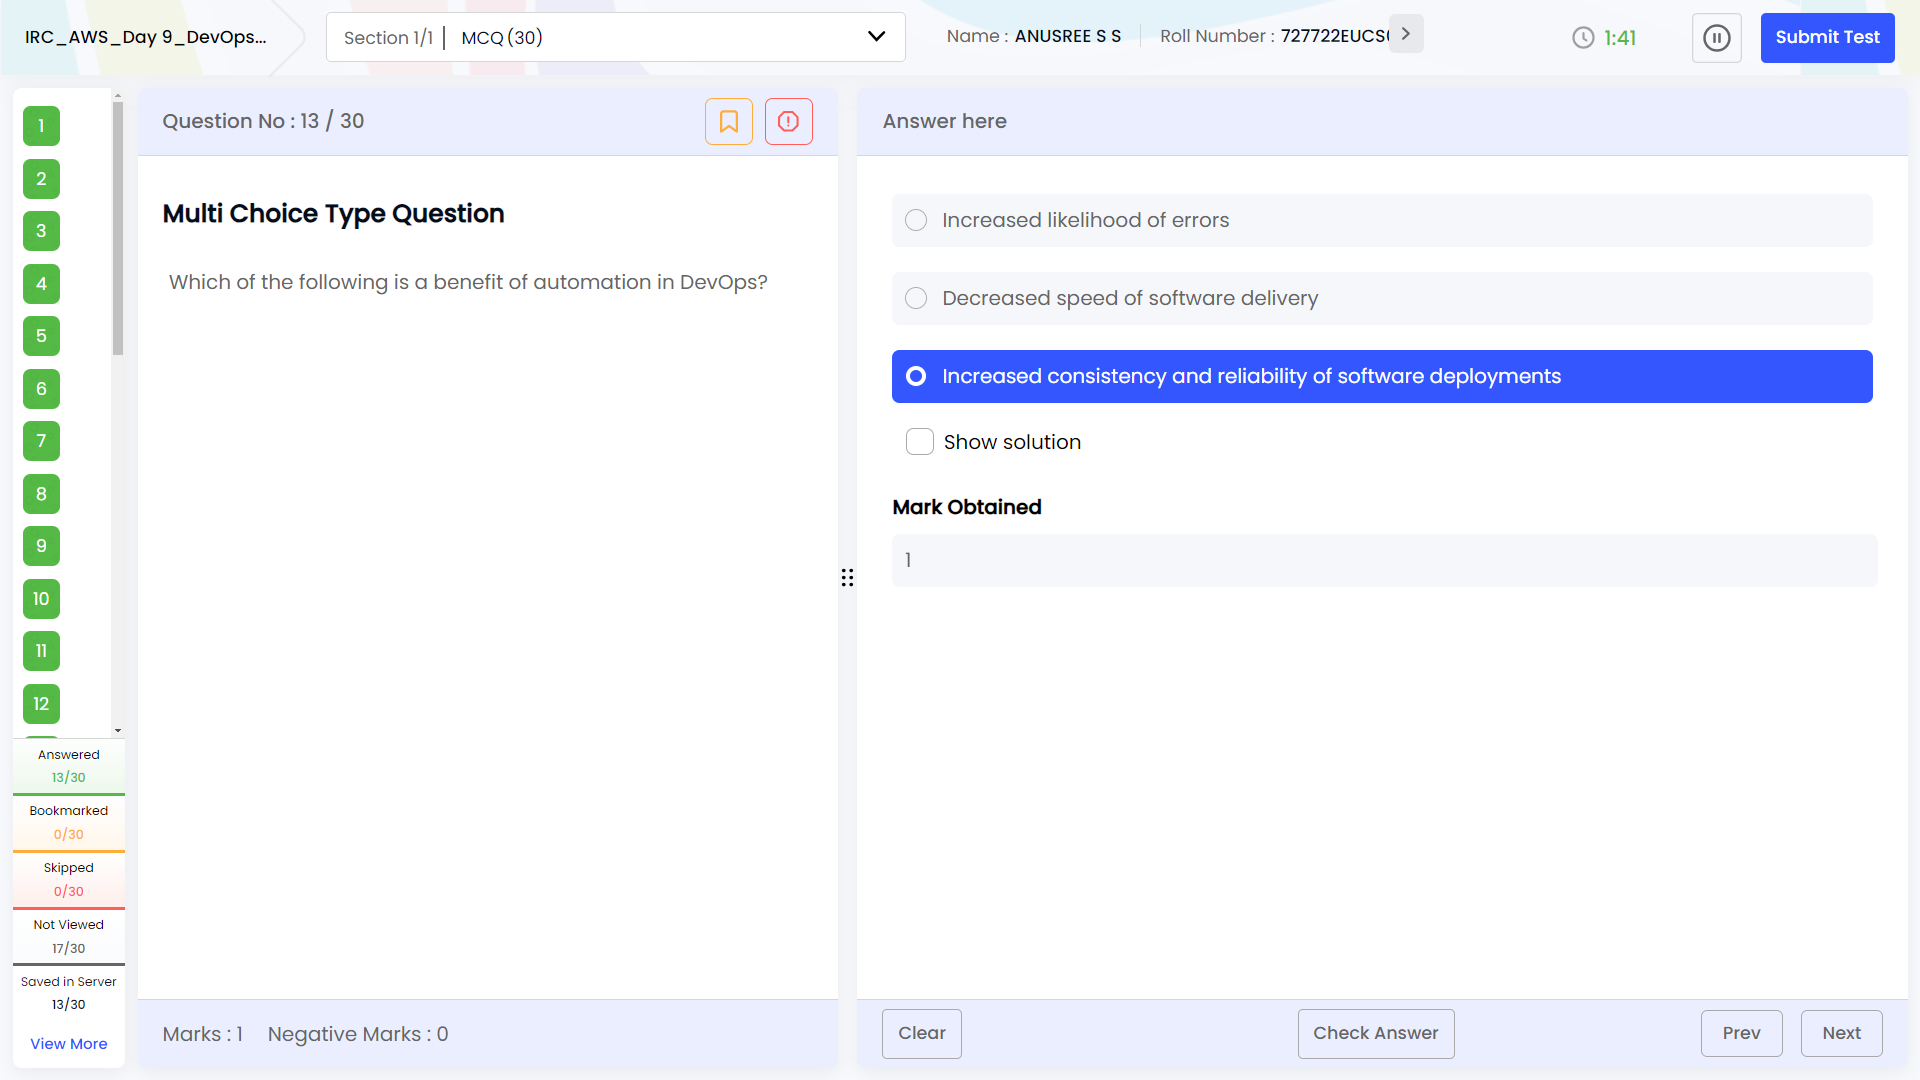 IRC_AWS_Day 9_DevOps...
Section 1/1 | MCQ (30)
Name : ANUSREE S S
Roll Number : 727722EUCS
1:41
Submit Test
1
2
3
4
5
6
7
8
9
10
11
12
Answered
13/30
Bookmarked
0/30
Skipped
0/30
Not Viewed
17/30
Saved in Server
13/30
View More
Question No : 13 / 30
Multi Choice Type Question
Which of the following is a benefit of automation in DevOps?
Marks : 1 Negative Marks : 0
Answer here
Increased likelihood of errors
Decreased speed of software delivery
Increased consistency and reliability of software deployments
Show solution
Mark Obtained
1
Clear
Check Answer
Prev
Next